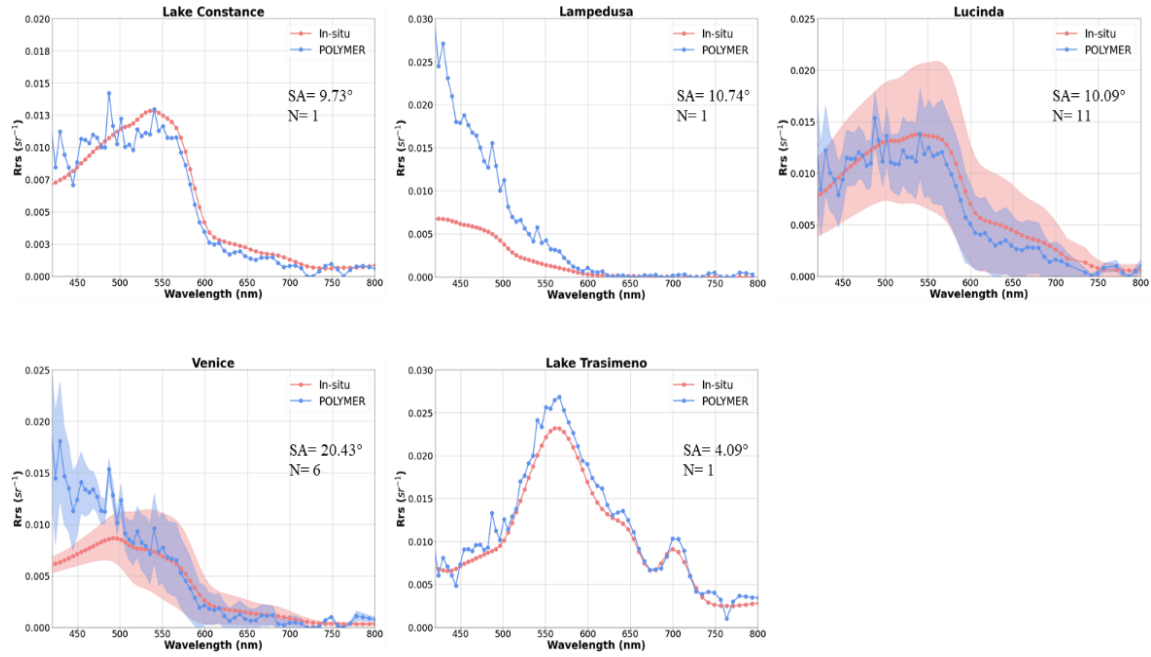 Lake Constance
0.020
0.018
0.015
0.013
0.010
0.007
0.005
0.003
0.000
Rrs (sr⁻¹)
In-situ
POLYMER
SA= 9.73°
N= 1
450 500 550 600 650 700 750 800
Wavelength (nm)
Lampedusa
0.030
0.025
0.020
0.015
0.010
0.005
0.000
Rrs (sr⁻¹)
In-situ
POLYMER
SA= 10.74°
N= 1
450 500 550 600 650 700 750 800
Wavelength (nm)
Lucinda
0.025
0.020
0.015
0.010
0.005
0.000
Rrs (sr⁻¹)
In-situ
POLYMER
SA= 10.09°
N= 11
450 500 550 600 650 700 750 800
Wavelength (nm)
Venice
0.025
0.020
0.015
0.010
0.005
0.000
Rrs (sr⁻¹)
In-situ
POLYMER
SA= 20.43°
N= 6
450 500 550 600 650 700 750 800
Wavelength (nm)
Lake Trasimeno
0.030
0.025
0.020
0.015
0.010
0.005
0.000
Rrs (sr⁻¹)
In-situ
POLYMER
SA= 4.09°
N= 1
450 500 550 600 650 700 750 800
Wavelength (nm)